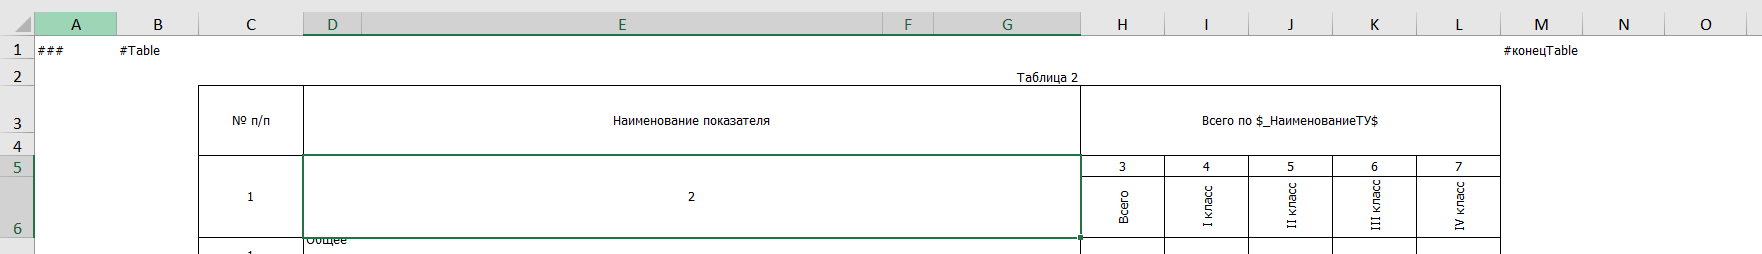 A B C D E F G H I J K L M N O
1 ### #Table #конецTable
2 Таблица 2
3 № п/п Наименование показателя Всего по $_НаименованиеТУ$
4
5 3 4 5 6 7
1 2
6 Всего I класс II класс III класс IV класс
Общее
1